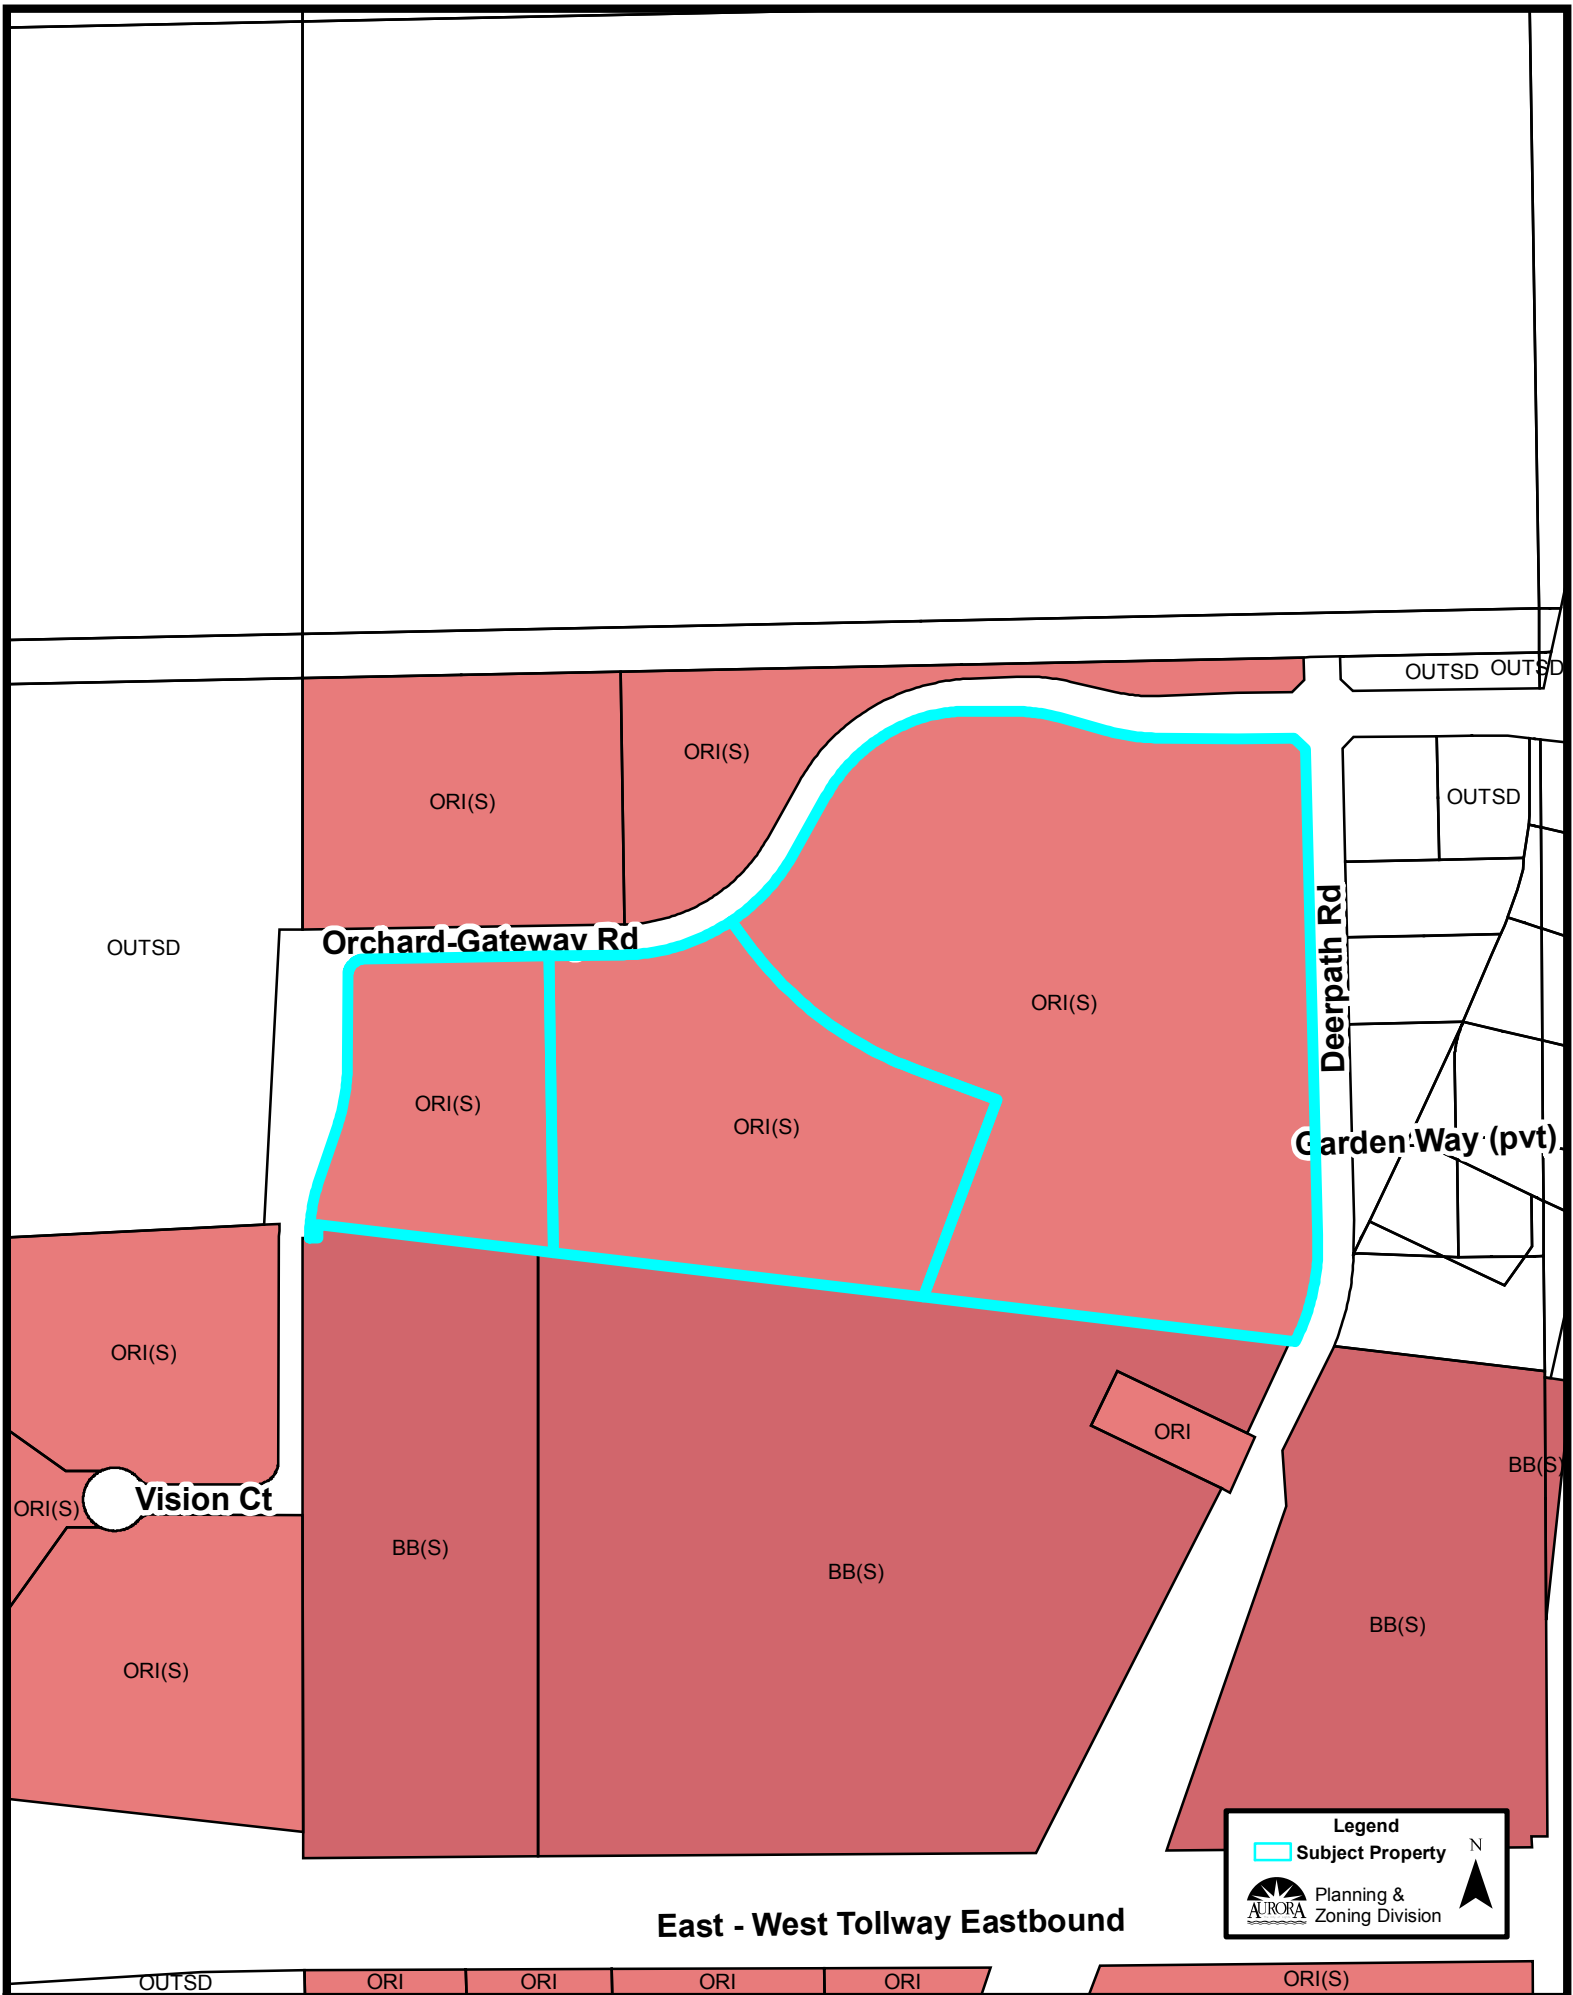 OUTSD OUTSD
ORI(S)
ORI(S)
OUTSD
Orchard-Gateway Rd
OUTSD
Deerpath Rd
ORI(S)
ORI(S)
ORI(S)
Garden Way (pvt)
ORI(S)
ORI
BB(S)
ORI(S)
Vision Ct
BB(S)
BB(S)
BB(S)
ORI(S)
Legend
Subject Property
N
AURORA
Planning &
Zoning Division
East - West Tollway Eastbound
OUTSD
ORI
ORI
ORI
ORI
ORI(S)